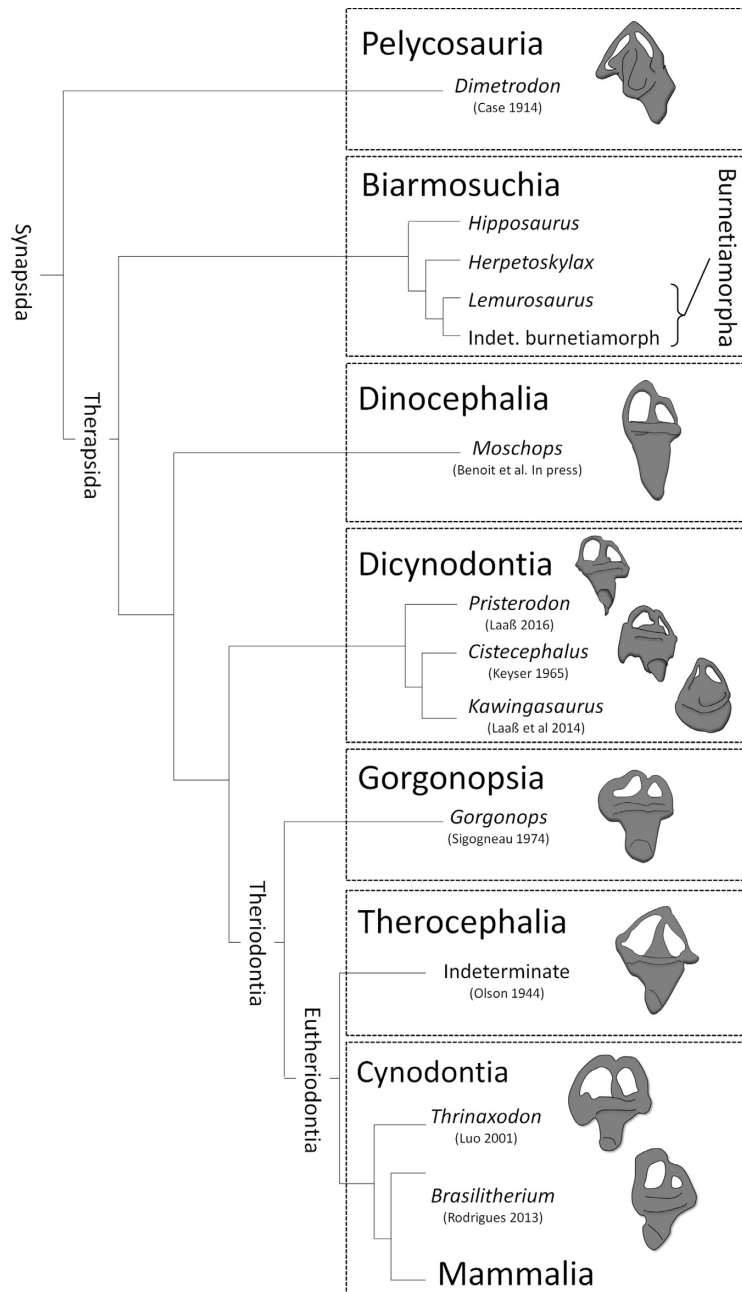 Pelycosauria
Dimetrodon
(Case 1914)
Biarmosuchia
Hipposaurus
Herpetoskylax
Lemurosaurus
Indet. burnetiamorph
Burnetiamorpha
Synapsida
Therapsida
Dinocephalia
Moschops
(Benoit et al. In press)
Dicynodontia
Pristerodon
(Laaß 2016)
Cistecephalus
(Keyser 1965)
Kawingasaurus
(Laaß et al 2014)
Gorgonopsia
Gorgonops
(Sigogneau 1974)
Theriodontia
Therocephalia
Indeterminate
(Olson 1944)
Eutheriodontia
Cynodontia
Thrinaxodon
(Luo 2001)
Brasilitherium
(Rodrigues 2013)
Mammalia